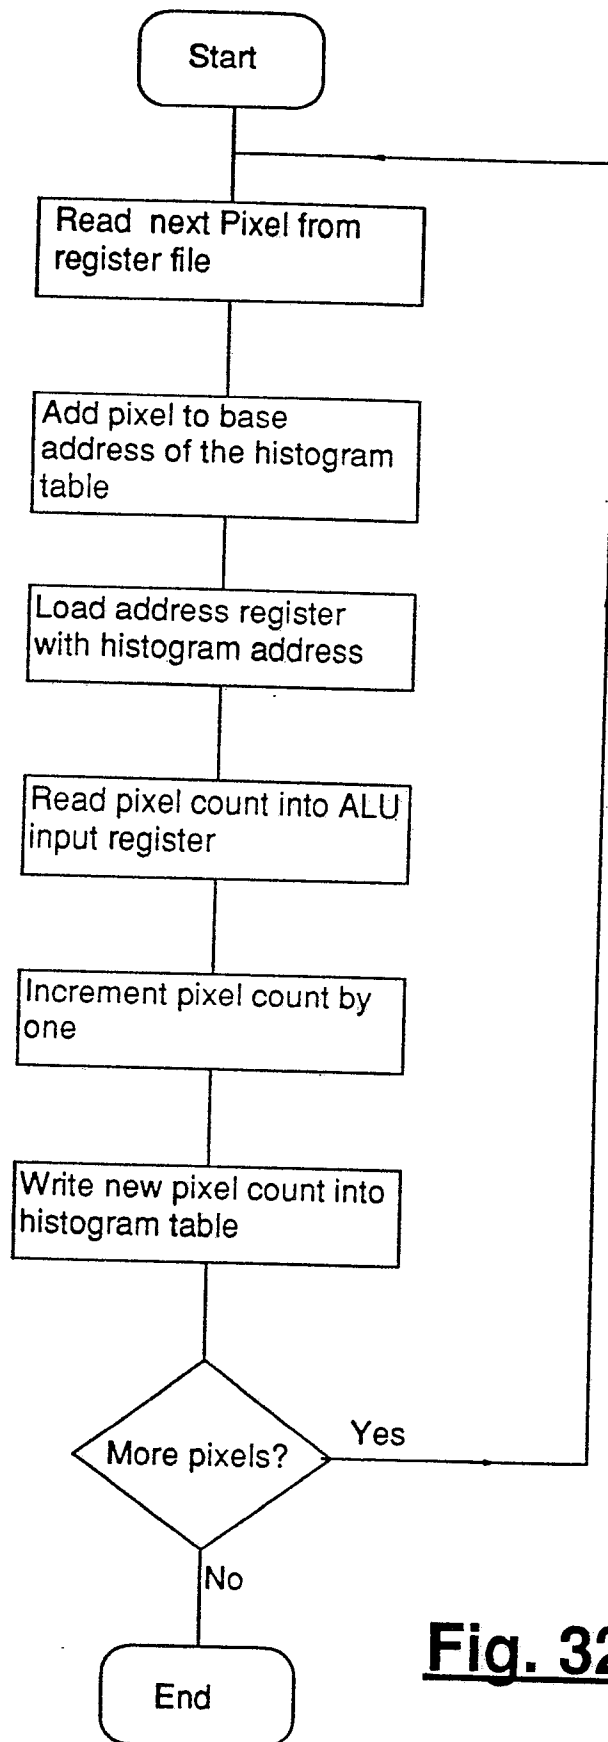 Start
Read next Pixel from
register file
Add pixel to base
address of the histogram
table
Load address register
with histogram address
Read pixel count into ALU
input register
Increment pixel count by
one
Write new pixel count into
histogram table
More pixels?
Yes
No
End
Fig. 32